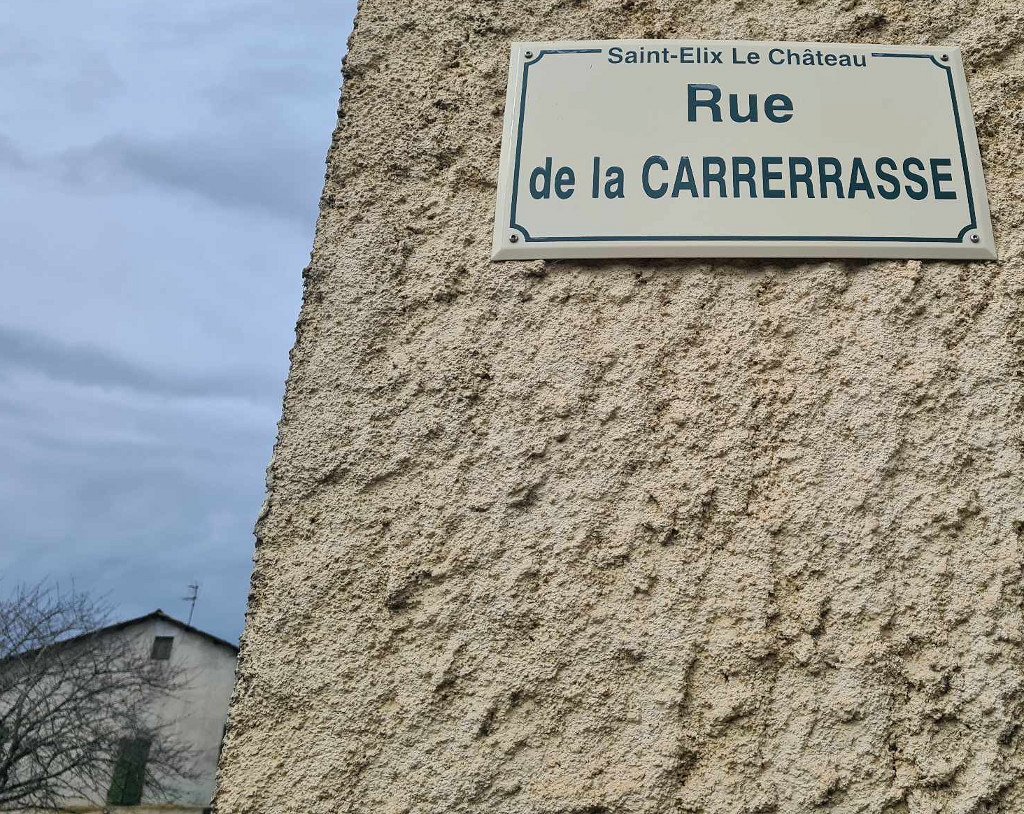 Saint-Elix Le Château
Rue
de la CARRERRASSE